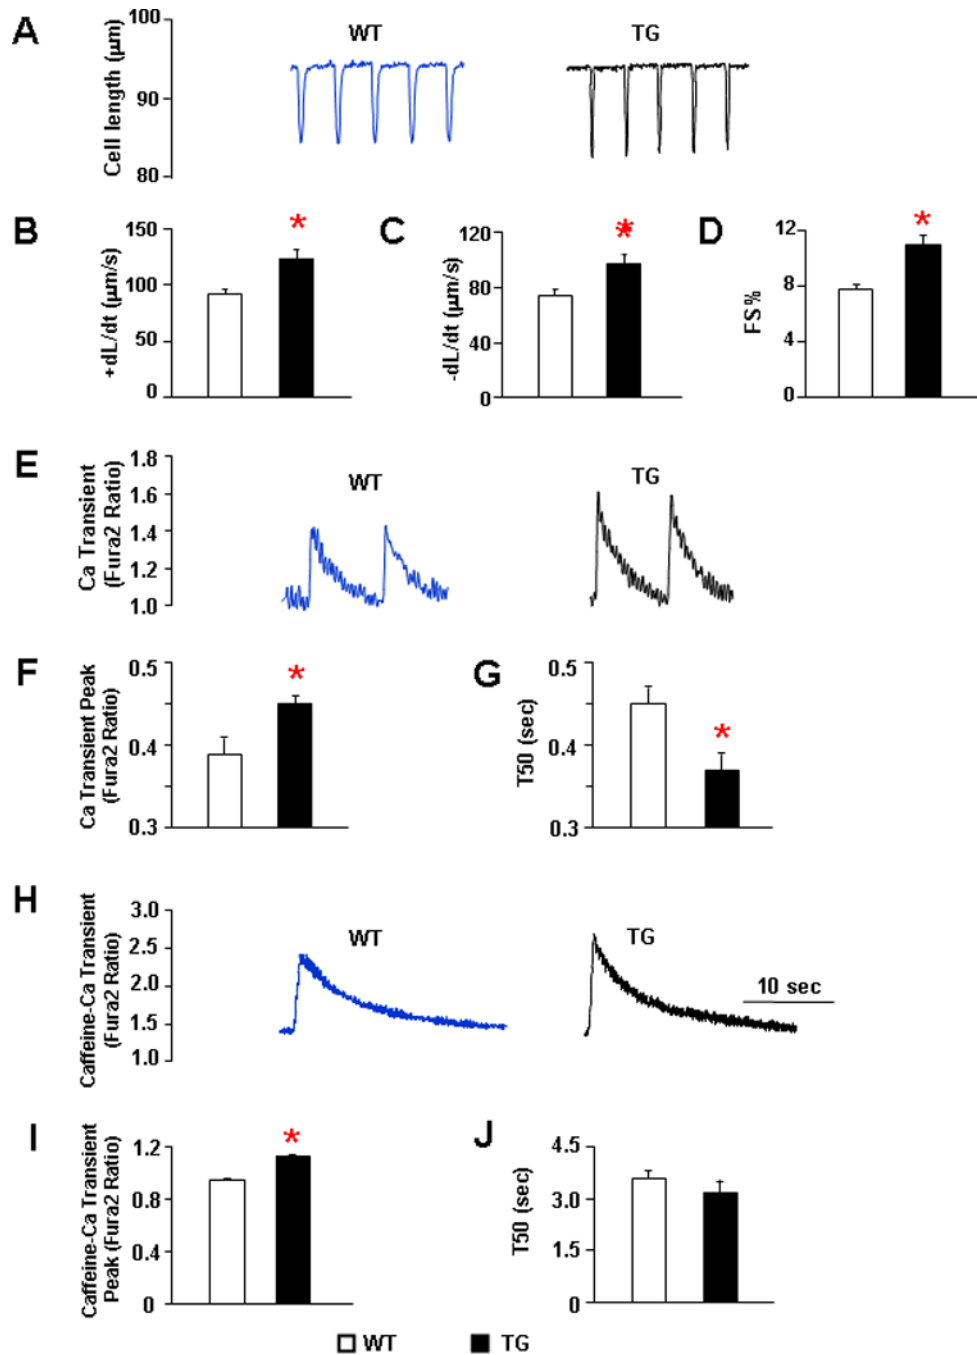 A
Cell length (µm)
100
90
80
WT
TG
B
+dL/dt (µm/s)
150
100
50
0
*
C
-dL/dt (µm/s)
120
80
40
0
*
D
FS%
12
8
4
0
*
E
Ca Transient
(Fura2 Ratio)
1.8
1.6
1.4
1.2
1.0
WT
TG
F
Ca Transient Peak
(Fura2 Ratio)
0.5
0.4
0.3
*
G
T50 (sec)
0.5
0.4
0.3
*
H
Caffeine-Ca Transient
(Fura2 Ratio)
3.0
2.5
2.0
1.5
1.0
WT
TG
10 sec
I
Caffeine-Ca Transient
Peak (Fura2 Ratio)
1.2
0.8
0.4
0
*
J
T50 (sec)
4.5
3.0
1.5
0
WT
TG